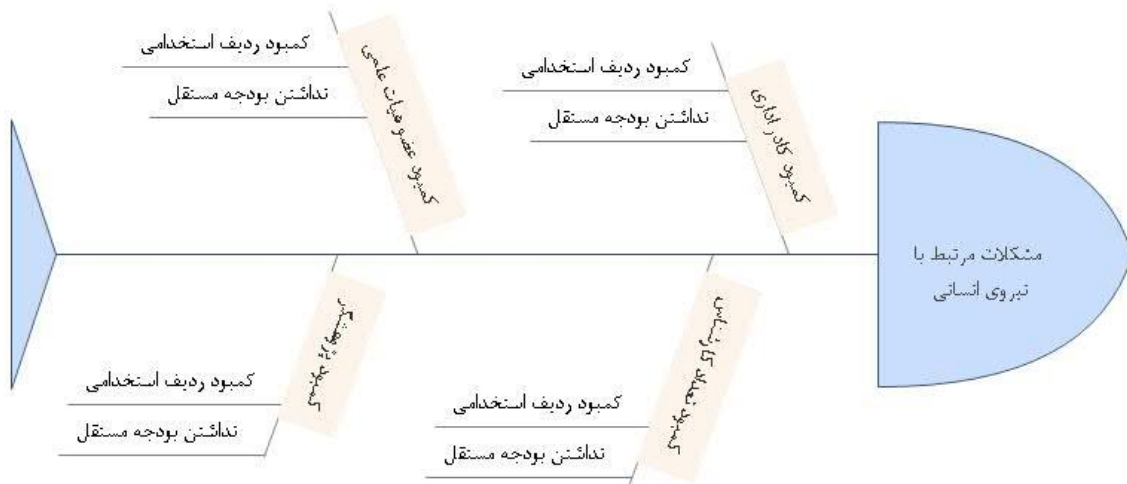 کمبود کادر اداری
کمبود ردیف استخدامی
نداشتن بودجه مستقل
کمبود عضو هیات علمی
کمبود ردیف استخدامی
نداشتن بودجه مستقل
مشکلات مرتبط با
نیروی انسانی
کمبود تعداد کارشناس
کمبود ردیف استخدامی
نداشتن بودجه مستقل
کمبود پژوهشگر
کمبود ردیف استخدامی
نداشتن بودجه مستقل